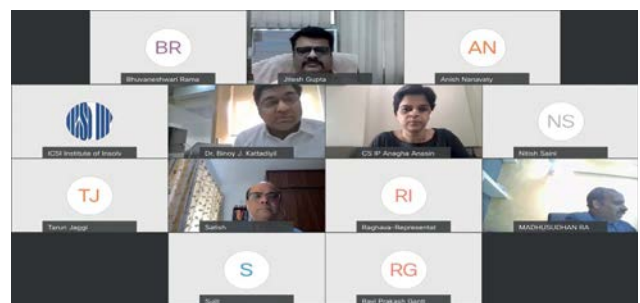 BR
AN
Bhuvaneshwari Rama
Jitesh Gupta
Anish Nanavaty
NS
ICSI Institute of Insolv
Dr. Binoy J. Kattadiyil
CS IP Anagha Anasin
Nitish Saini
TJ
RI
Tarun Jaggi
Satish
Raghava-Representat
MADHUSUDHAN RA
S
RG
Sujit
Ravi Prakash Ganti